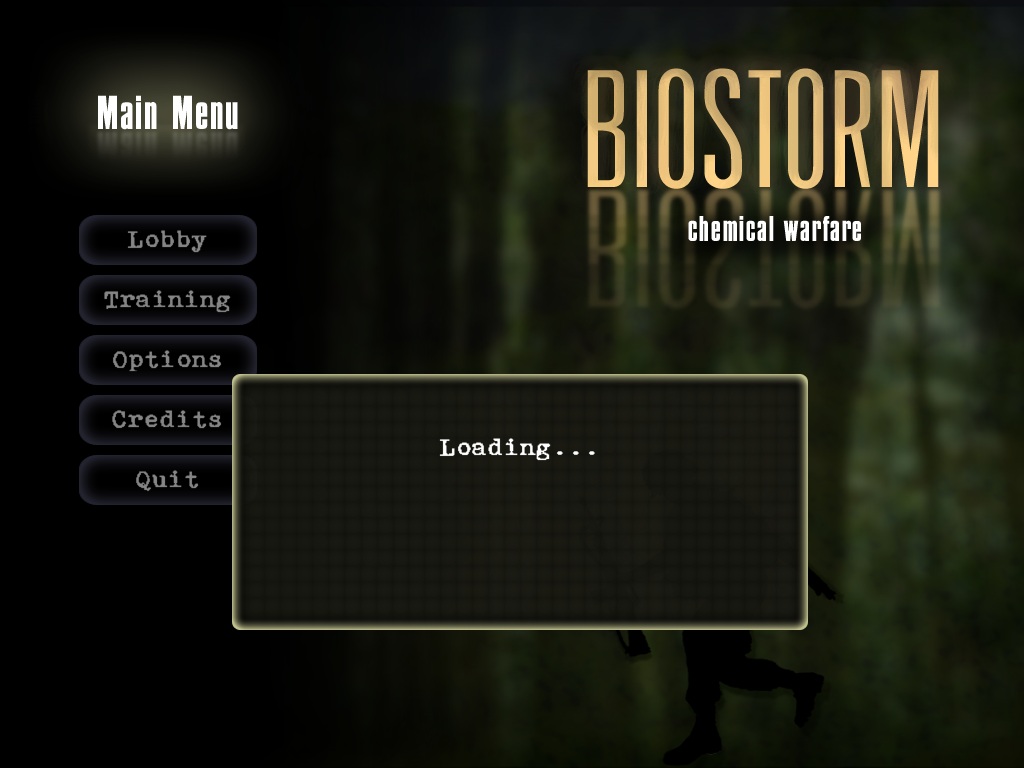 Main Menu
BIOSTORM
chemical warfare
Lobby
Training
Options
Credits
Quit
Loading...